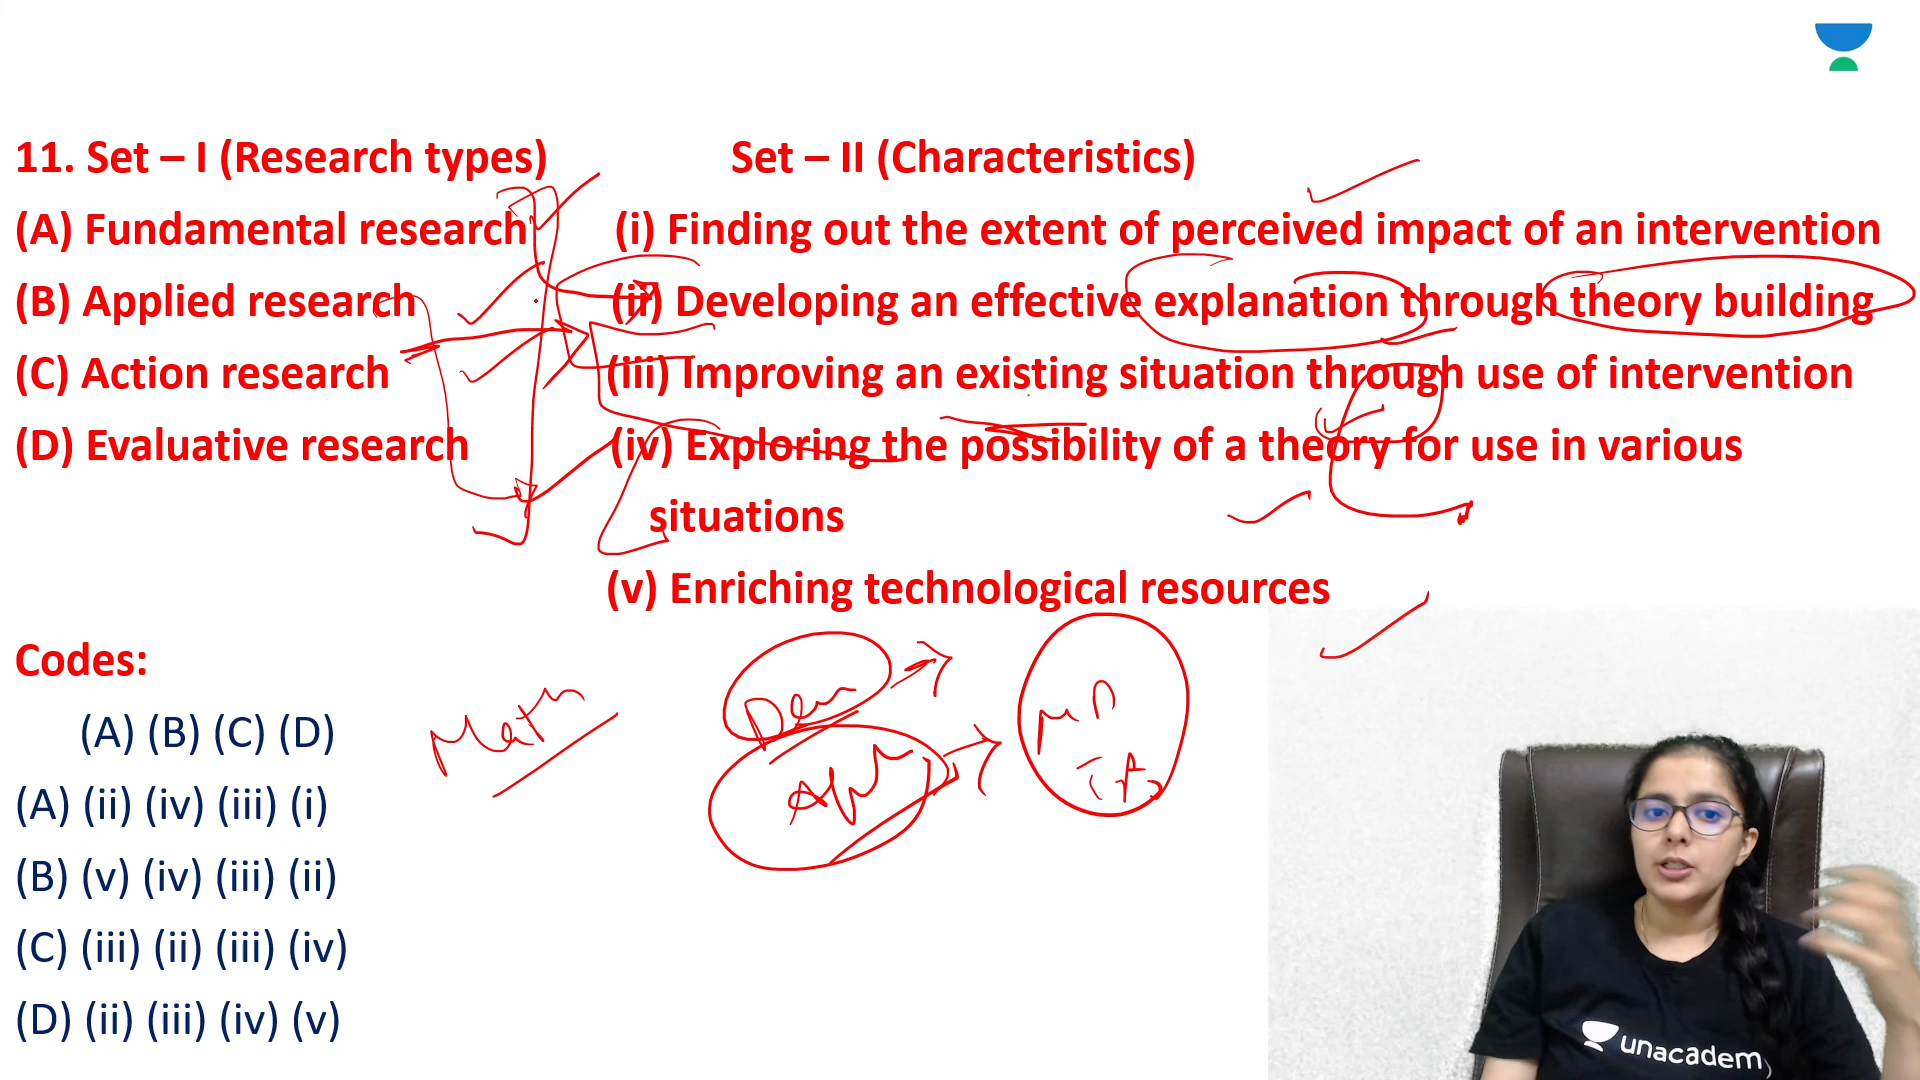 11. Set – I (Research types) Set – II (Characteristics)
(A) Fundamental research (i) Finding out the extent of perceived impact of an intervention
(B) Applied research (ii) Developing an effective explanation through theory building
(C) Action research (iii) Improving an existing situation through use of intervention
(D) Evaluative research (iv) Exploring the possibility of a theory for use in various
situations
(v) Enriching technological resources
Codes:
(A) (B) (C) (D)
(A) (ii) (iv) (iii) (i)
(B) (v) (iv) (iii) (ii)
(C) (iii) (ii) (iii) (iv)
(D) (ii) (iii) (iv) (v)
Math
unacadem